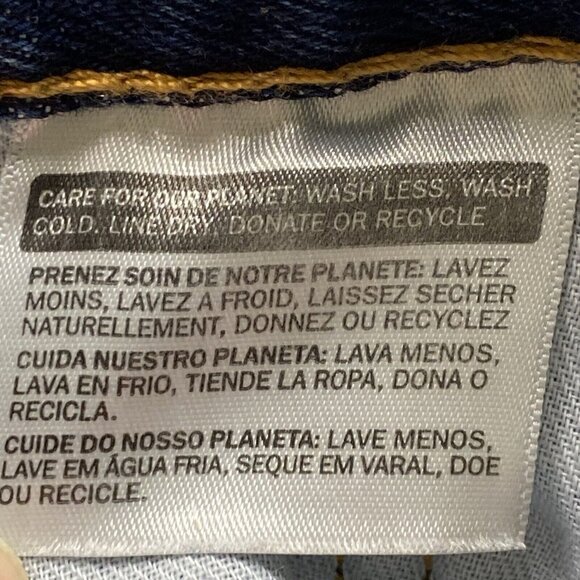 CARE FOR OUR PLANET: WASH LESS, WASH
COLD, LINE DRY, DONATE OR RECYCLE
PRENEZ SOIN DE NOTRE PLANETE: LAVEZ
MOINS, LAVEZ A FROID, LAISSEZ SECHER
NATURELLEMENT, DONNEZ OU RECYCLEZ
CUIDA NUESTRO PLANETA: LAVA MENOS,
LAVA EN FRIO, TIENDE LA ROPA, DONA O
RECICLA.
CUIDE DO NOSSO PLANETA: LAVE MENOS,
LAVE EM ÁGUA FRIA, SEQUE EM VARAL, DOE
OU RECICLE.